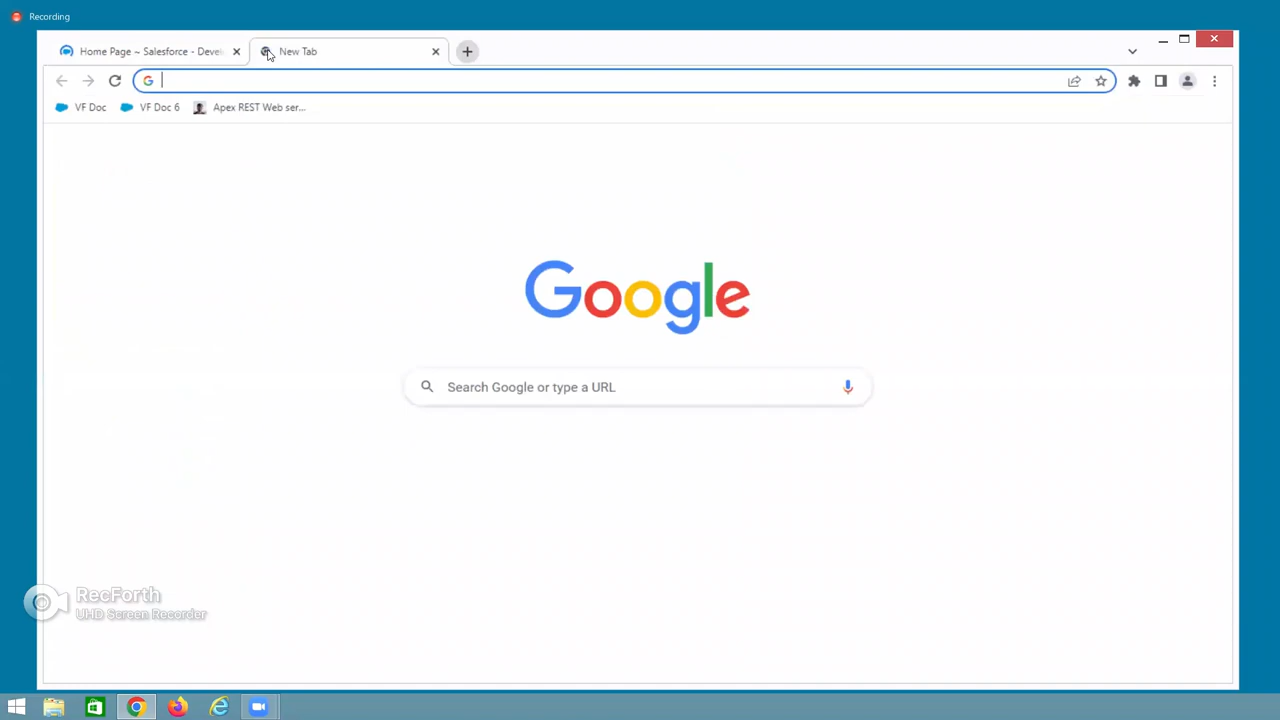 Recording
Home Page ~ Salesforce - Devel
New Tab
VF Doc
VF Doc 6
Apex REST Web ser...
Google
Search Google or type a URL
RecForth
UHD Screen Recorder